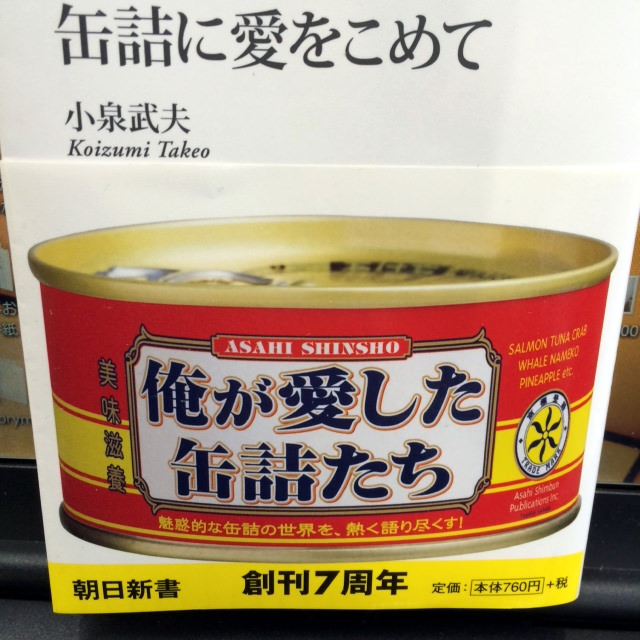 缶詰に愛をこめて
小泉武夫
Koizumi Takeo
ASAHI SHINSHO
SALMON TUNA CRAB
WHALE NAMEKO
PINEAPPLE etc.
美味滋養
俺が愛した
缶詰たち
TRADE MARK
Asahi Shimbun
Publications Inc.
魅惑的な缶詰の世界を、熱く語り尽くす!
朝日新書
創刊7周年
定価:本体760円+税